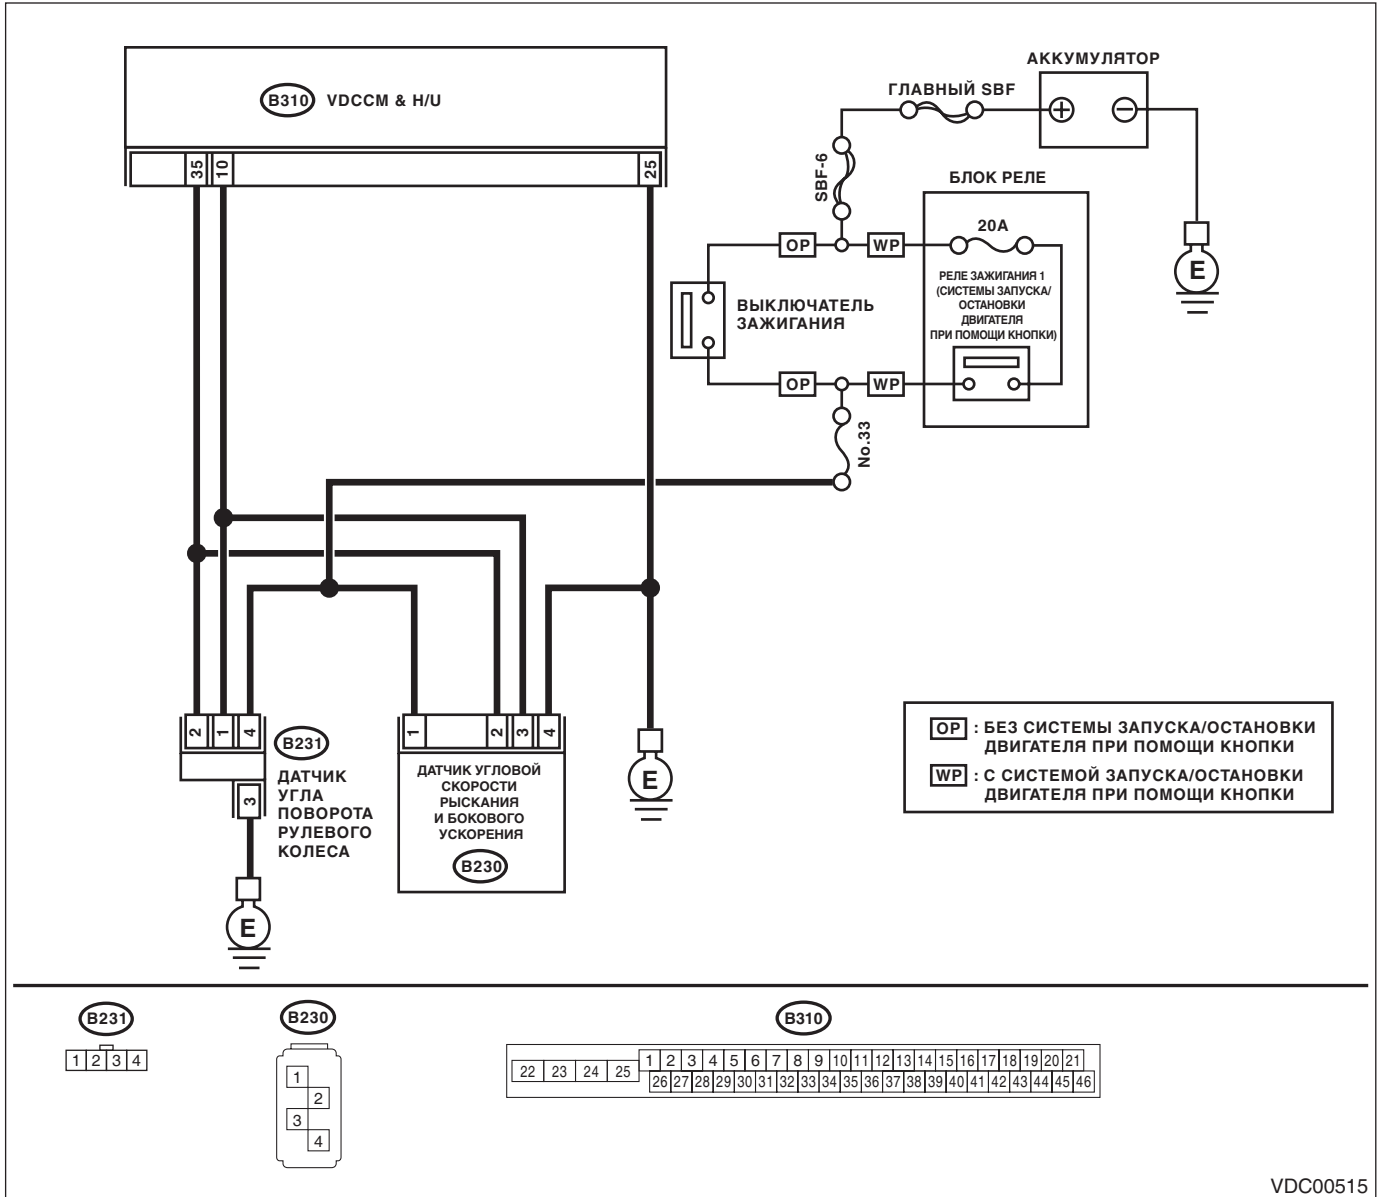 B310 VDCCM & H/U
35 10 25
АККУМУЛЯТОР
ГЛАВНЫЙ SBF
+ −
SBF-6
БЛОК РЕЛЕ
20A
OP WP
E
РЕЛЕ ЗАЖИГАНИЯ 1
(СИСТЕМЫ ЗАПУСКА/
ОСТАНОВКИ
ДВИГАТЕЛЯ
ПРИ ПОМОЩИ КНОПКИ)
ВЫКЛЮЧАТЕЛЬ
ЗАЖИГАНИЯ
OP WP
No.33
2 1 4
B231
ДАТЧИК
УГЛА
ПОВОРОТА
РУЛЕВОГО
КОЛЕСА
3
E
1 2 3 4
ДАТЧИК УГЛОВОЙ
СКОРОСТИ
РЫСКАНИЯ
И БОКОВОГО
УСКОРЕНИЯ
B230
E
OP : БЕЗ СИСТЕМЫ ЗАПУСКА/ОСТАНОВКИ
ДВИГАТЕЛЯ ПРИ ПОМОЩИ КНОПКИ
WP : С СИСТЕМОЙ ЗАПУСКА/ОСТАНОВКИ
ДВИГАТЕЛЯ ПРИ ПОМОЩИ КНОПКИ
B231
1 2 3 4
B230
1
2
3
4
B310
22 23 24 25 1 2 3 4 5 6 7 8 9 10 11 12 13 14 15 16 17 18 19 20 21
26 27 28 29 30 31 32 33 34 35 36 37 38 39 40 41 42 43 44 45 46
VDC00515